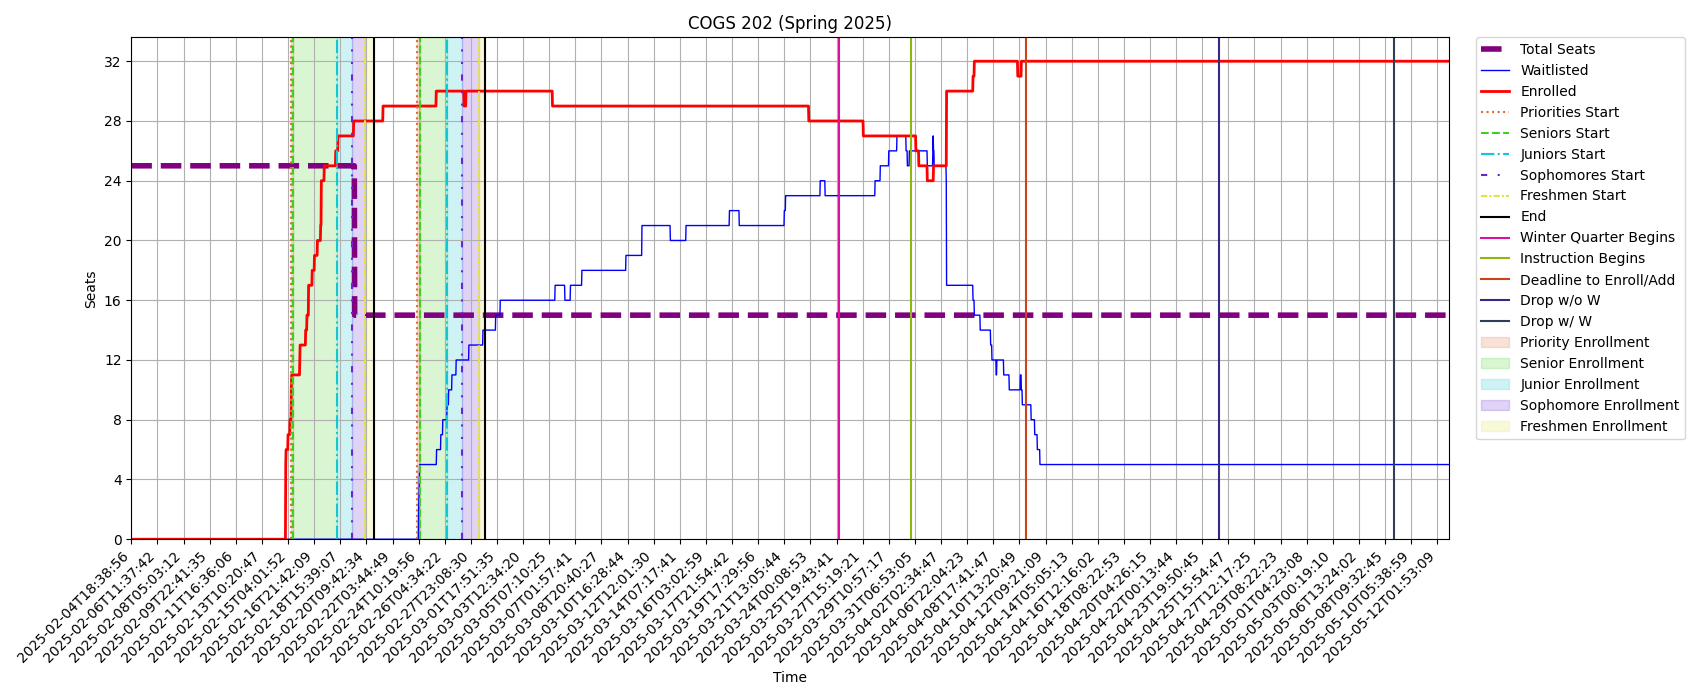 COGS 202 (Spring 2025)
Seats
32
28
24
20
16
12
8
4
0
2025-02-04T18:38:56
2025-02-06T11:37:42
2025-02-08T05:03:12
2025-02-09T22:41:35
2025-02-11T16:36:06
2025-02-13T10:20:47
2025-02-15T04:01:52
2025-02-16T21:42:09
2025-02-18T15:39:07
2025-02-20T09:42:34
2025-02-22T03:44:49
2025-02-24T10:19:56
2025-02-26T04:34:22
2025-02-27T23:08:30
2025-03-01T17:51:35
2025-03-03T12:34:20
2025-03-05T07:10:25
2025-03-07T01:57:41
2025-03-08T20:40:27
2025-03-10T16:28:44
2025-03-12T12:01:30
2025-03-14T07:17:41
2025-03-16T03:02:59
2025-03-17T21:54:42
2025-03-19T17:29:56
2025-03-21T13:05:44
2025-03-24T00:08:53
2025-03-25T19:43:41
2025-03-27T15:19:21
2025-03-29T10:57:17
2025-03-31T06:53:05
2025-04-02T02:34:47
2025-04-06T22:04:23
2025-04-08T17:41:47
2025-04-10T13:20:49
2025-04-12T09:21:09
2025-04-14T05:05:13
2025-04-16T12:16:02
2025-04-18T08:22:53
2025-04-20T04:26:15
2025-04-22T00:13:44
2025-04-23T19:50:45
2025-04-25T15:54:47
2025-04-27T12:17:25
2025-04-29T08:22:23
2025-05-01T04:23:08
2025-05-03T00:19:10
2025-05-06T13:24:02
2025-05-08T09:32:45
2025-05-10T05:38:59
2025-05-12T01:53:09
Time
Total Seats
Waitlisted
Enrolled
Priorities Start
Seniors Start
Juniors Start
Sophomores Start
Freshmen Start
End
Winter Quarter Begins
Instruction Begins
Deadline to Enroll/Add
Drop w/o W
Drop w/ W
Priority Enrollment
Senior Enrollment
Junior Enrollment
Sophomore Enrollment
Freshmen Enrollment